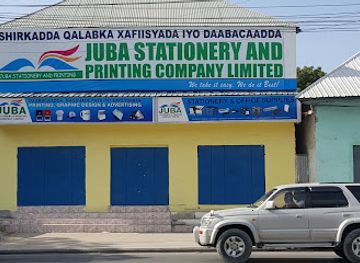 SHIRKADDA QALABKA XAFIISYADA IYO DAABACAADDA
JUBA STATIONERY AND
PRINTING COMPANY LIMITED
JUBA
STATIONERY AND PRINTING
We take it easy. We do it Best!
PRINTING, GRAPHIC DESIGN & ADVERTISING
JUBA
STATIONERY & OFFICE SUPPLIES
JUBA